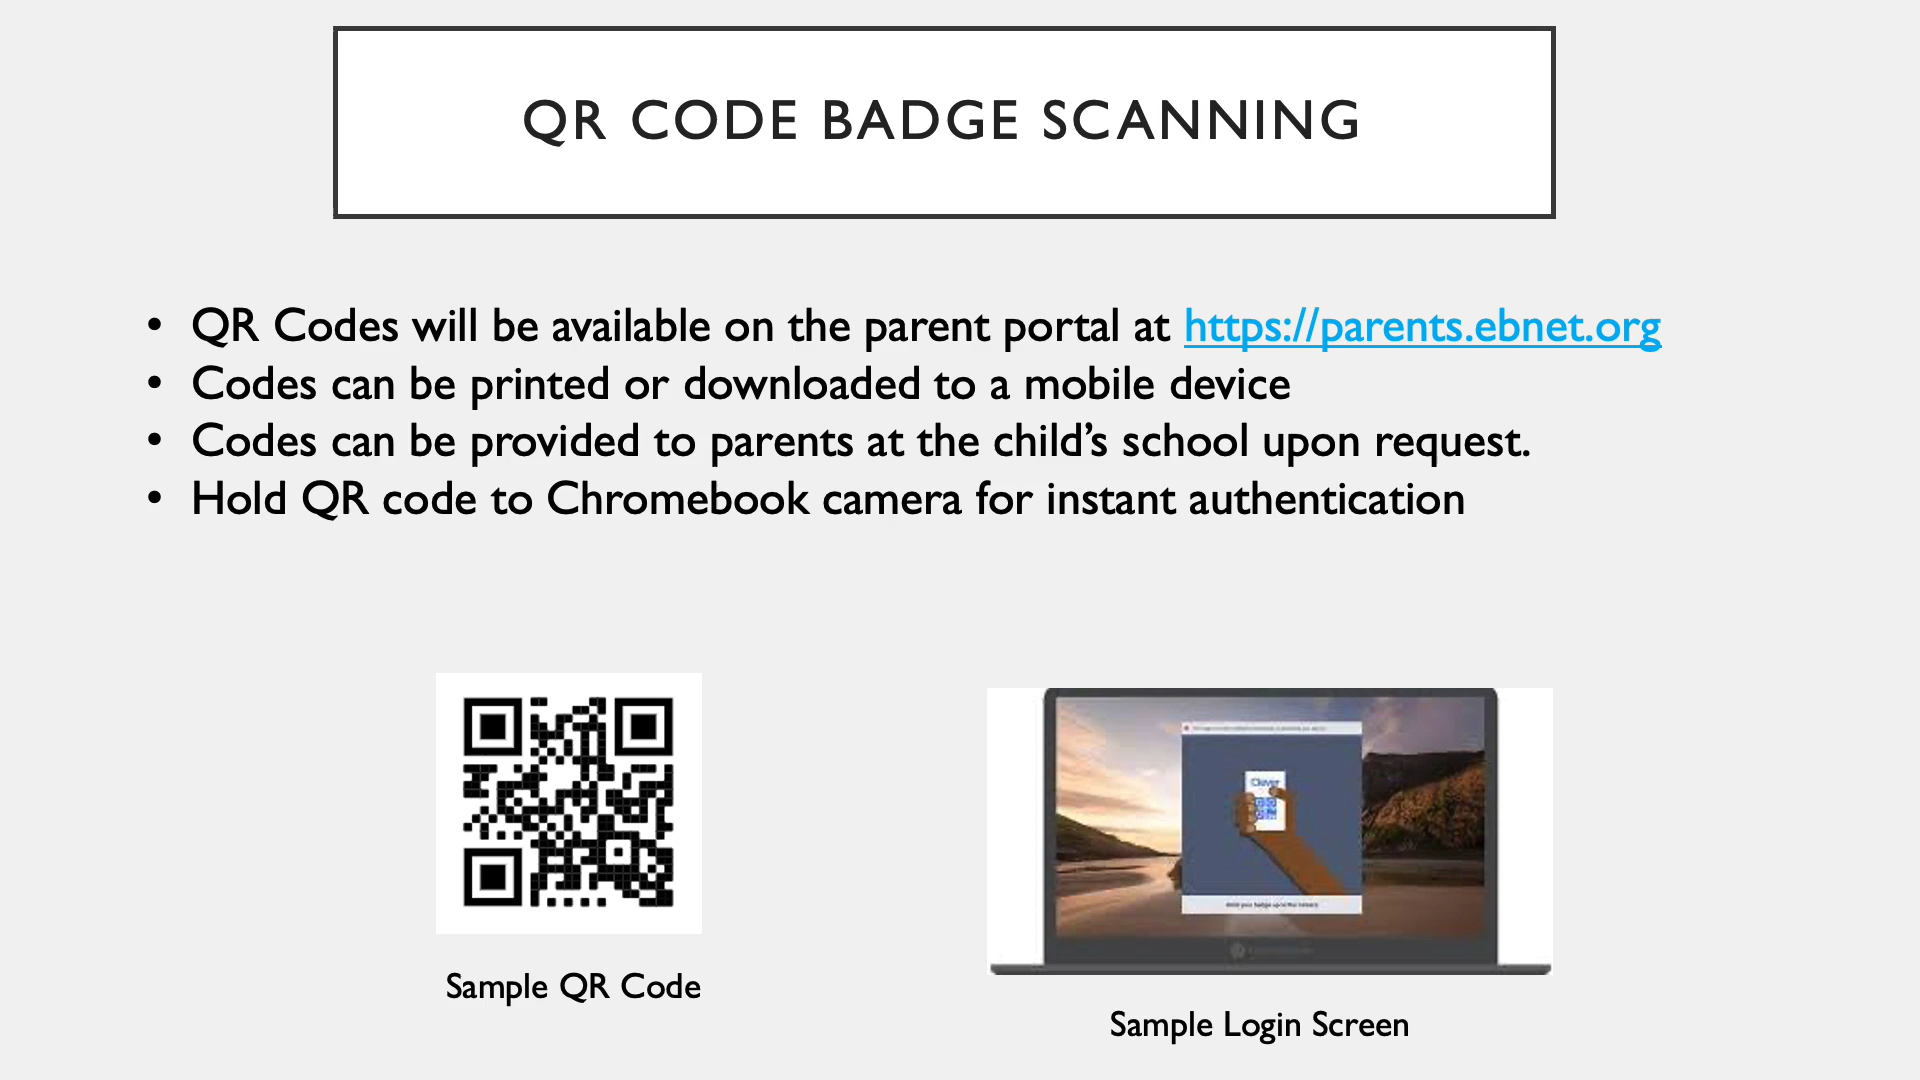 QR CODE BADGE SCANNING
• QR Codes will be available on the parent portal at https://parents.ebnet.org
• Codes can be printed or downloaded to a mobile device
• Codes can be provided to parents at the child’s school upon request.
• Hold QR code to Chromebook camera for instant authentication
Clever
Sample QR Code
Sample Login Screen